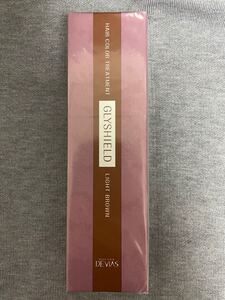 HAIR COLOR TREATMENT
GLYSHIELD
LIGHT BROWN
DEVIAS